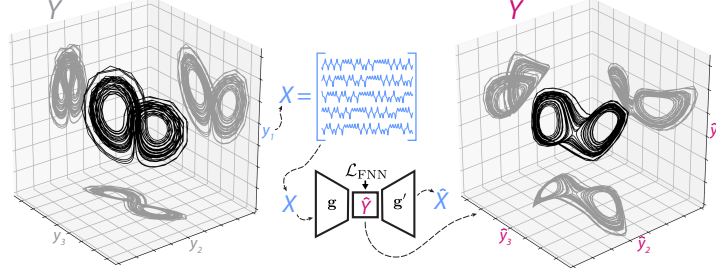 Y
Y
X =
y₁
ŷ
ℒFNN
X
g
Ŷ
g′
X̂
y₃
y₂
ŷ₃
ŷ₂